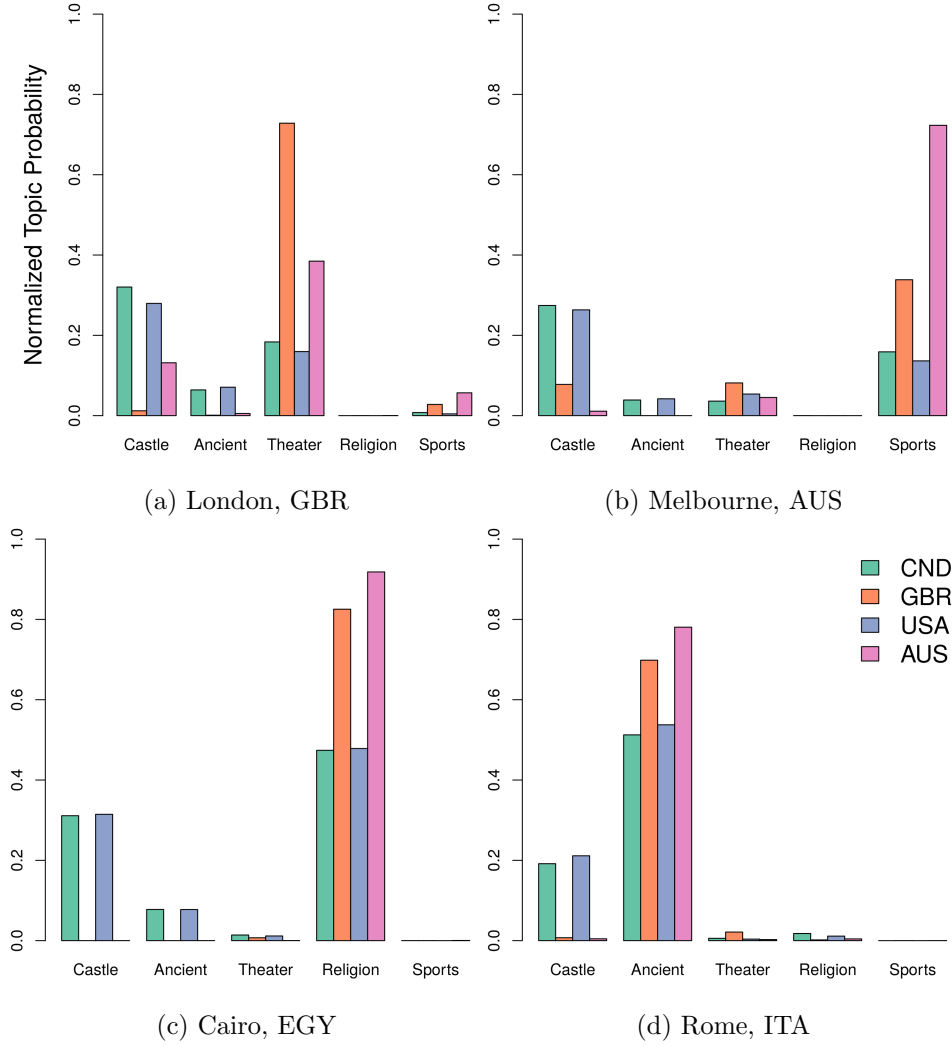 Normalized Topic Probability
0.0 0.2 0.4 0.6 0.8 1.0
Castle Ancient Theater Religion Sports
(a) London, GBR
0.0 0.2 0.4 0.6 0.8 1.0
Castle Ancient Theater Religion Sports
(b) Melbourne, AUS
0.0 0.2 0.4 0.6 0.8 1.0
Castle Ancient Theater Religion Sports
(c) Cairo, EGY
0.0 0.2 0.4 0.6 0.8 1.0
CND
GBR
USA
AUS
Castle Ancient Theater Religion Sports
(d) Rome, ITA